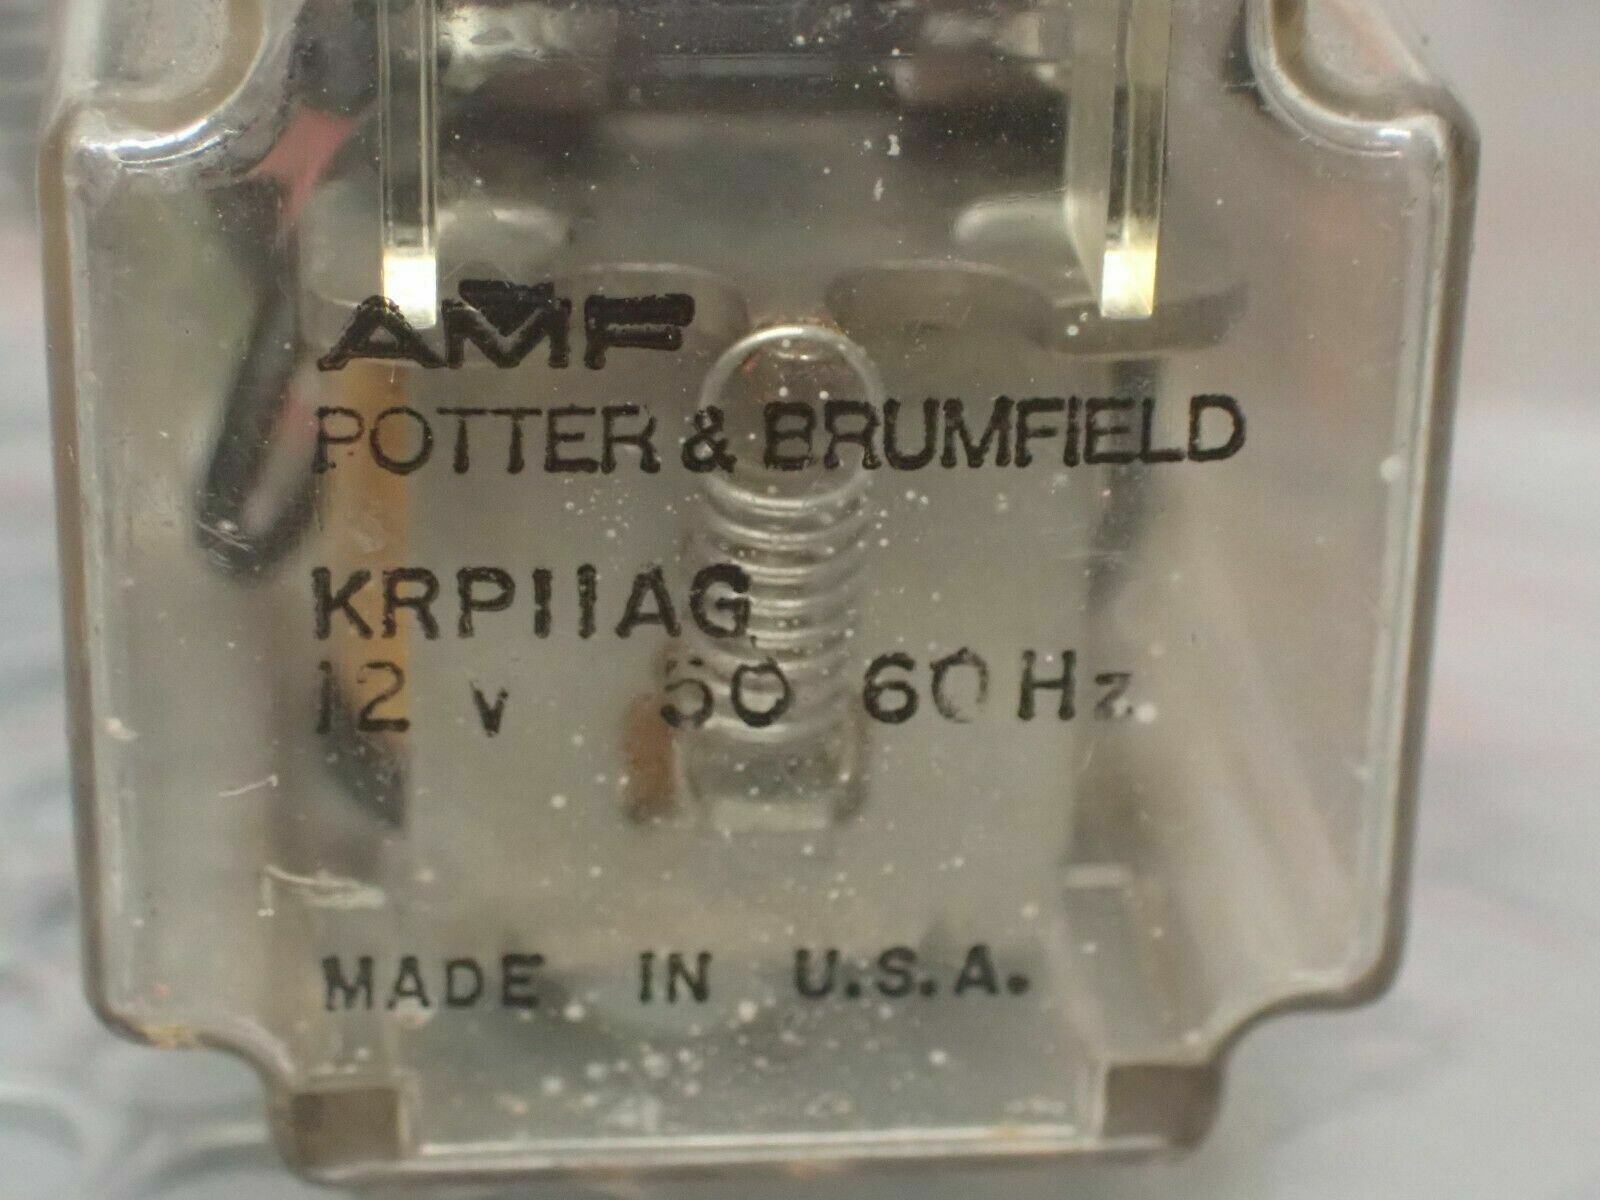 AMF
POTTER & BRUMFIELD
KRP11AG
12 v 50 60 Hz
MADE IN U.S.A.